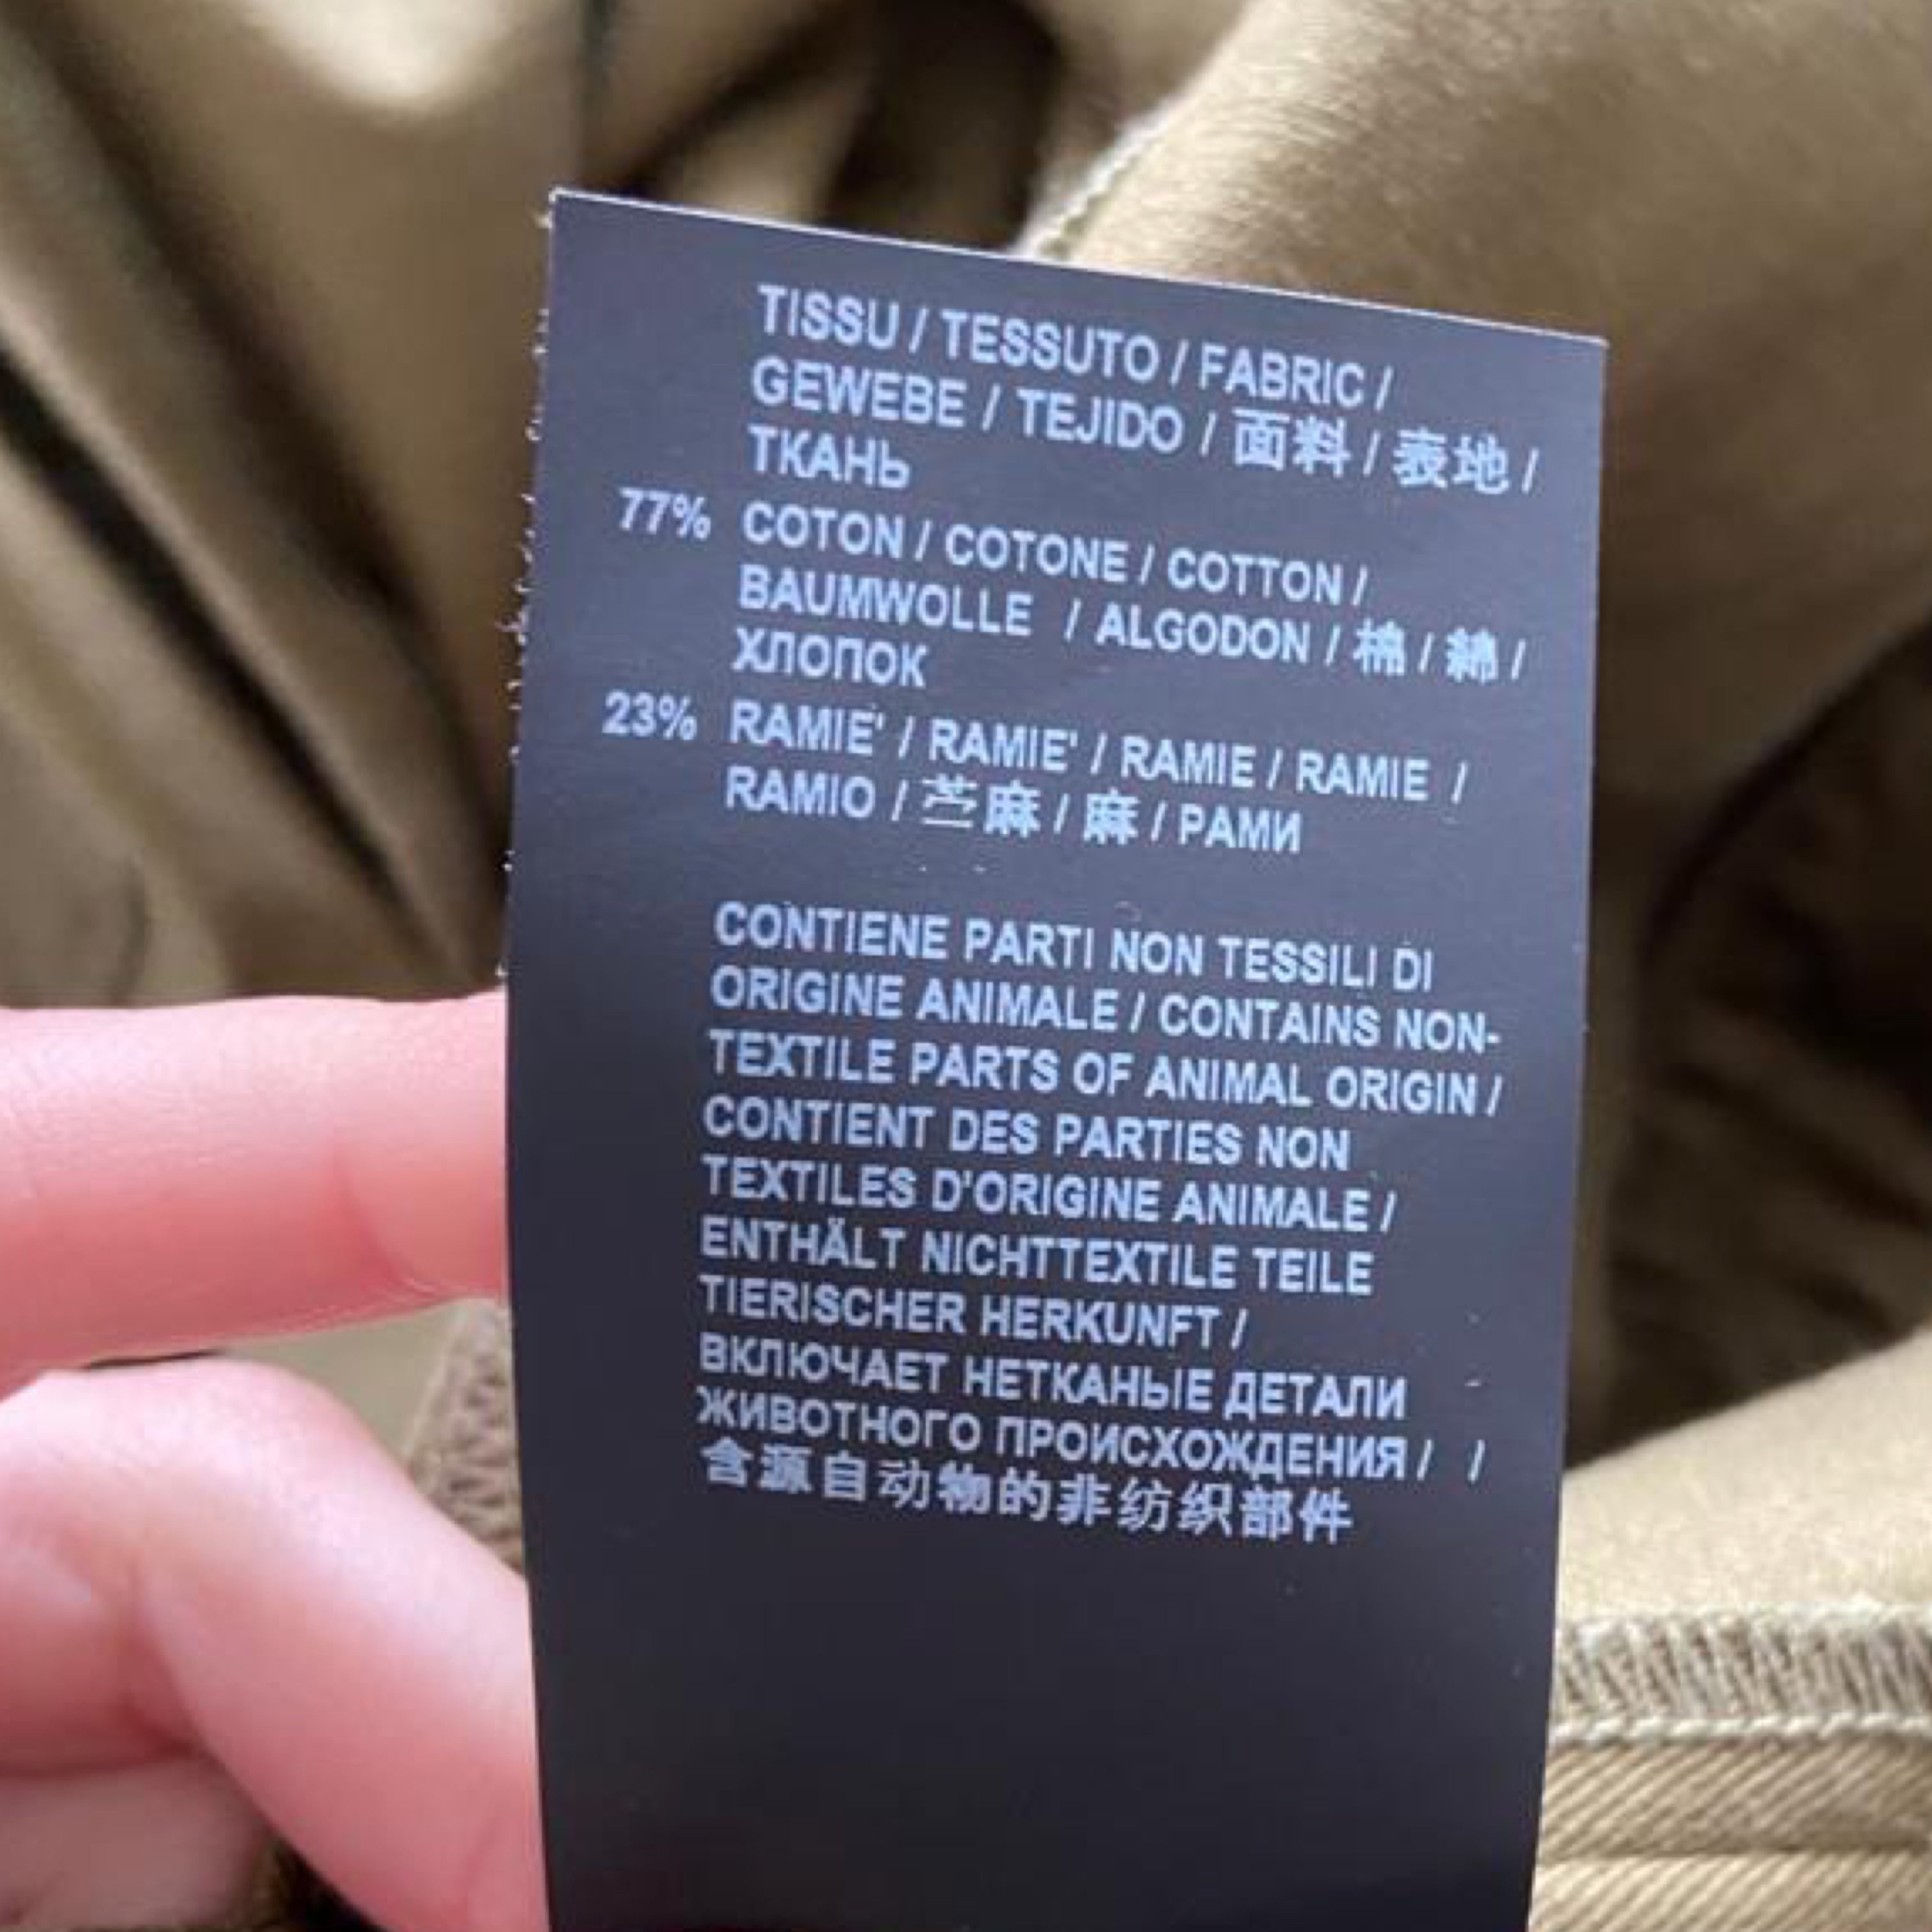 TISSU / TESSUTO / FABRIC /
GEWEBE / TEJIDO / 面料 / 表地 /
ТКАНЬ
77% COTON / COTONE / COTTON /
BAUMWOLLE / ALGODON / 棉 / 綿 /
ХЛОПОК
23% RAMIE' / RAMIE' / RAMIE / RAMIE /
RAMIO / 苎麻 / 麻 / РАМИ
CONTIENE PARTI NON TESSILI DI
ORIGINE ANIMALE / CONTAINS NON-
TEXTILE PARTS OF ANIMAL ORIGIN /
CONTIENT DES PARTIES NON
TEXTILES D'ORIGINE ANIMALE /
ENTHÄLT NICHTTEXTILE TEILE
TIERISCHER HERKUNFT /
ВКЛЮЧАЕТ НЕТКАНЫЕ ДЕТАЛИ
ЖИВОТНОГО ПРОИСХОЖДЕНИЯ / /
含源自动物的非纺织部件